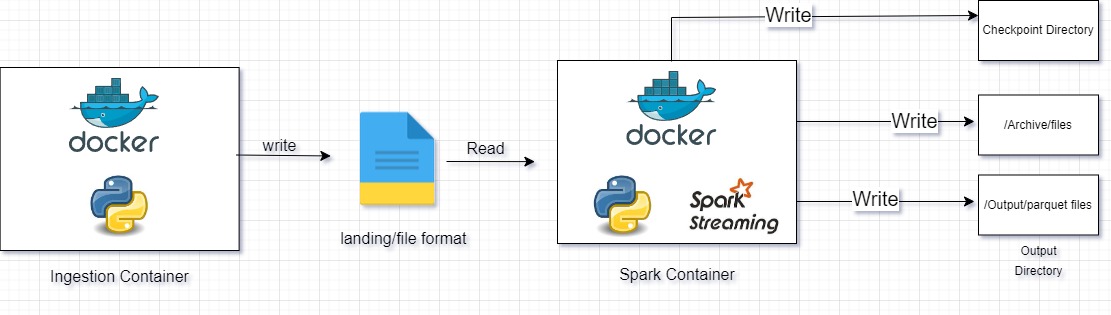 Write
Checkpoint Directory
docker
docker
write
Read
Write
/Archive/files
Spark
Streaming
Write
/Output/parquet files
landing/file format
Ingestion Container
Spark Container
Output
Directory